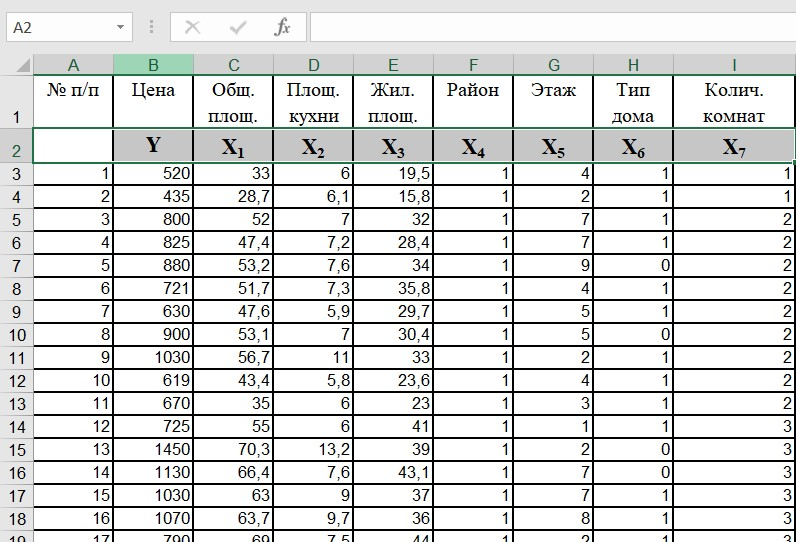 A2 fx
A B C D E F G H I
1 № п/п Цена Общ. площ. Площ. кухни Жил. площ. Район Этаж Тип дома Колич. комнат
2 Y X1 X2 X3 X4 X5 X6 X7
3 1 520 33 6 19,5 1 4 1 1
4 2 435 28,7 6,1 15,8 1 2 1 1
5 3 800 52 7 32 1 7 1 2
6 4 825 47,4 7,2 28,4 1 7 1 2
7 5 880 53,2 7,6 34 1 9 0 2
8 6 721 51,7 7,3 35,8 1 4 1 2
9 7 630 47,6 5,9 29,7 1 5 1 2
10 8 900 53,1 7 30,4 1 5 0 2
11 9 1030 56,7 11 33 1 2 1 2
12 10 619 43,4 5,8 23,6 1 4 1 2
13 11 670 35 6 23 1 3 1 2
14 12 725 55 6 41 1 1 1 3
15 13 1450 70,3 13,2 39 1 2 0 3
16 14 1130 66,4 7,6 43,1 1 7 0 3
17 15 1030 63 9 37 1 7 1 3
18 16 1070 63,7 9,7 36 1 8 1 3
19 17 790 69 7,5 44 1 2 1 3